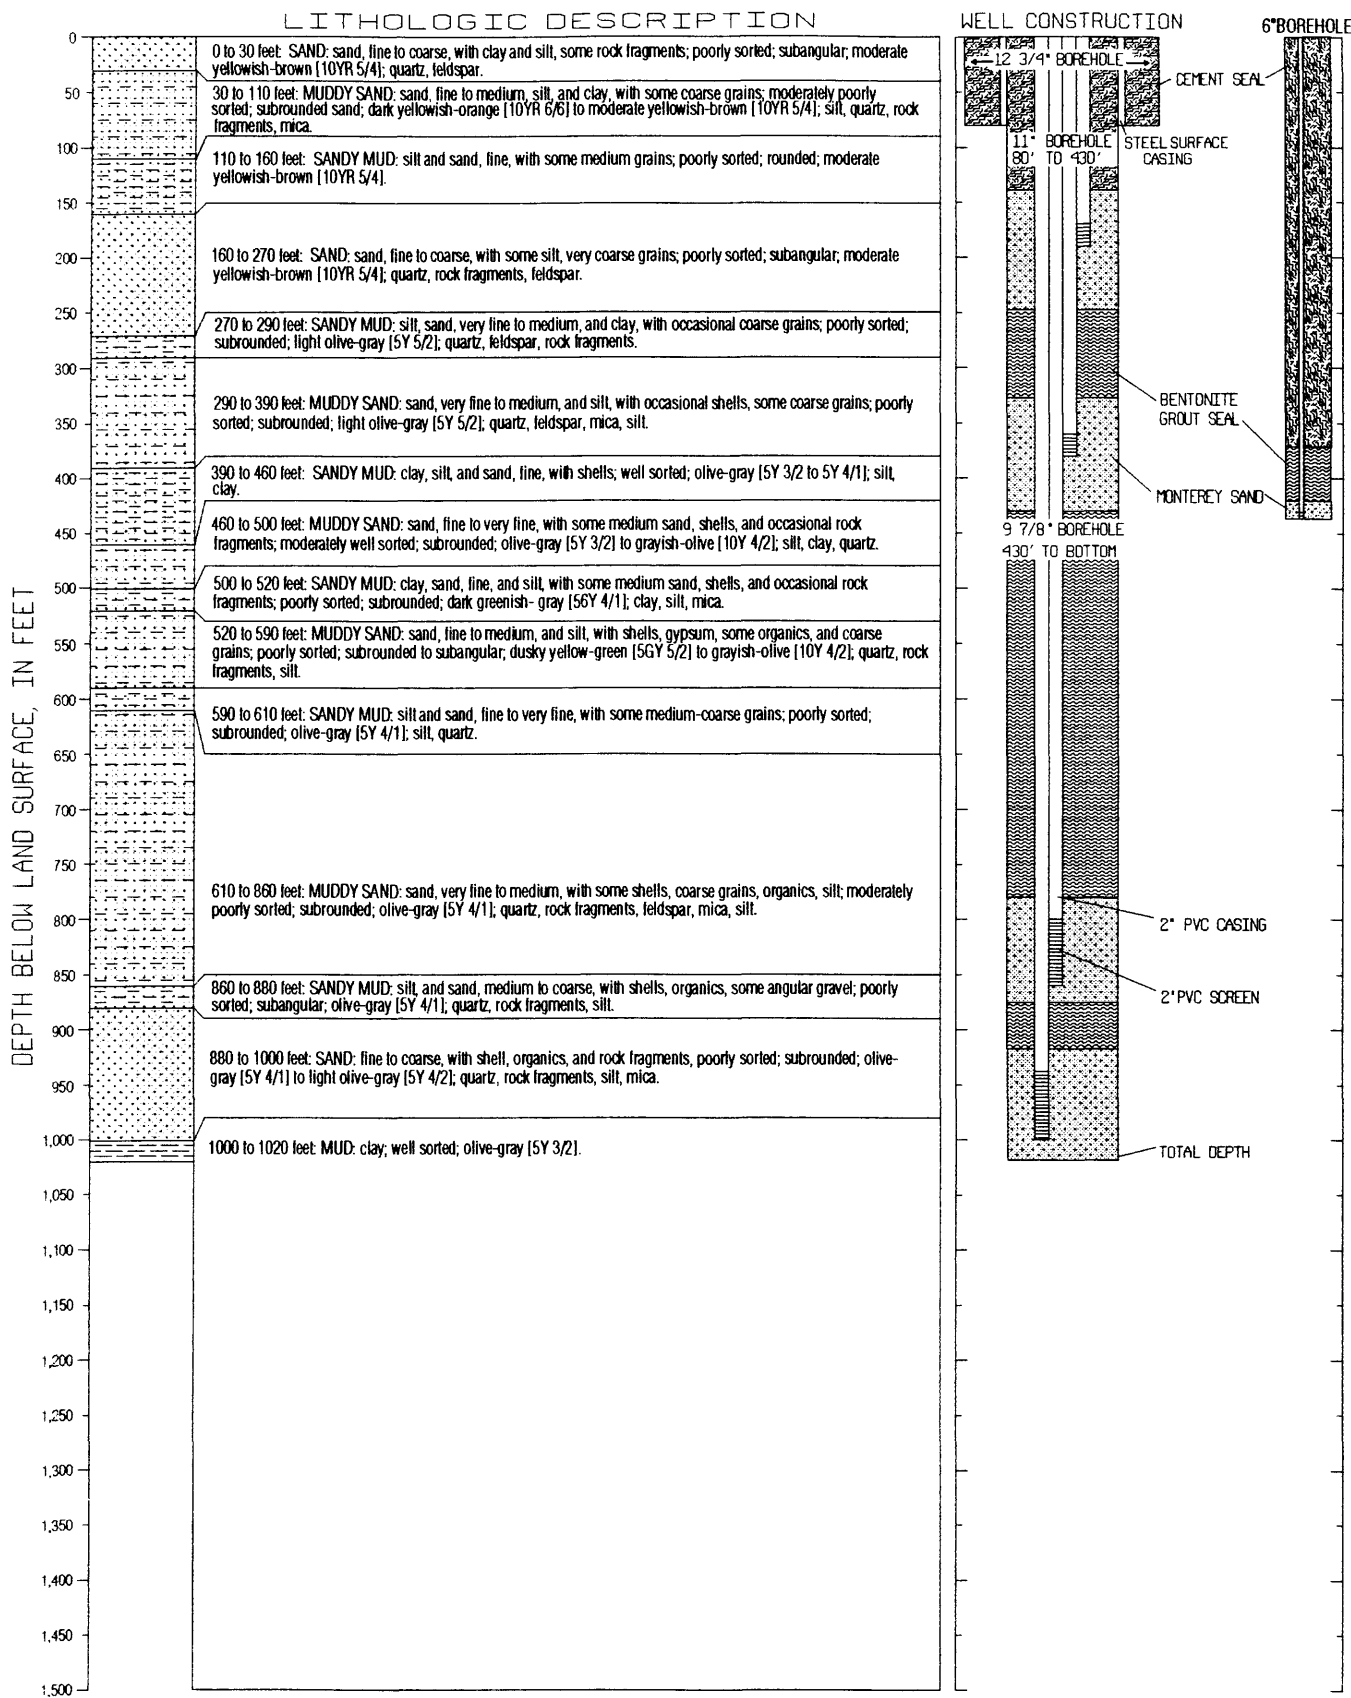 LITHOLOGIC DESCRIPTION
WELL CONSTRUCTION
6"BOREHOLE
DEPTH BELOW LAND SURFACE, IN FEET
0
50
100
150
200
250
300
350
400
450
500
550
600
650
700
750
800
850
900
950
1,000
1,050
1,100
1,150
1,200
1,250
1,300
1,350
1,400
1,450
1,500
0 to 30 feet: SAND: sand, fine to coarse, with clay and silt, some rock fragments; poorly sorted; subangular; moderate
yellowish-brown [10YR 5/4]; quartz, feldspar.
30 to 110 feet: MUDDY SAND: sand, fine to medium, silt, and clay, with some coarse grains; moderately poorly
sorted; subrounded sand; dark yellowish-orange [10YR 6/6] to moderate yellowish-brown [10YR 5/4]; silt, quartz, rock
fragments, mica.
110 to 160 feet: SANDY MUD: silt and sand, fine, with some medium grains; poorly sorted; rounded; moderate
yellowish-brown [10YR 5/4].
160 to 270 feet: SAND: sand, fine to coarse, with some silt, very coarse grains; poorly sorted; subangular; moderate
yellowish-brown [10YR 5/4]; quartz, rock fragments, feldspar.
270 to 290 feet: SANDY MUD: silt, sand, very fine to medium, and clay, with occasional coarse grains; poorly sorted;
subrounded; light olive-gray [5Y 5/2]; quartz, feldspar, rock fragments.
290 to 390 feet: MUDDY SAND: sand, very fine to medium, and silt, with occasional shells, some coarse grains; poorly
sorted; subrounded; light olive-gray [5Y 5/2]; quartz, feldspar, mica, silt.
390 to 460 feet: SANDY MUD: clay, silt, and sand, fine, with shells; well sorted; olive-gray [5Y 3/2 to 5Y 4/1]; silt,
clay.
460 to 500 feet: MUDDY SAND: sand, fine to very fine, with some medium sand, shells, and occasional rock
fragments; moderately well sorted; subrounded; olive-gray [5Y 3/2] to grayish-olive [10Y 4/2]; silt, clay, quartz.
500 to 520 feet: SANDY MUD: clay, sand, fine, and silt, with some medium sand, shells, and occasional rock
fragments; poorly sorted; subrounded; dark greenish- gray [56Y 4/1]; clay, silt, mica.
520 to 590 feet: MUDDY SAND: sand, fine to medium, and silt, with shells, gypsum, some organics, and coarse
grains; poorly sorted; subrounded to subangular; dusky yellow-green [5GY 5/2] to grayish-olive [10Y 4/2]; quartz, rock
fragments, silt.
590 to 610 feet: SANDY MUD: silt and sand, fine to very fine, with some medium-coarse grains; poorly sorted;
subrounded; olive-gray [5Y 4/1]; silt, quartz.
610 to 860 feet: MUDDY SAND: sand, very fine to medium, with some shells, coarse grains, organics, silt; moderately
poorly sorted; subrounded; olive-gray [5Y 4/1]; quartz, rock fragments, feldspar, mica, silt.
860 to 880 feet: SANDY MUD: silt, and sand, medium to coarse, with shells, organics, some angular gravel; poorly
sorted; subangular; olive-gray [5Y 4/1]; quartz, rock fragments, silt.
880 to 1000 feet: SAND: fine to coarse, with shell, organics, and rock fragments, poorly sorted; subrounded; olive-
gray [5Y 4/1] to light olive-gray [5Y 4/2]; quartz, rock fragments, silt, mica.
1000 to 1020 feet: MUD: clay; well sorted; olive-gray [5Y 3/2].
12 3/4" BOREHOLE
CEMENT SEAL
11" BOREHOLE
80' TO 430'
STEEL SURFACE
CASING
BENTONITE
GROUT SEAL
MONTEREY SAND
9 7/8" BOREHOLE
430' TO BOTTOM
2" PVC CASING
2"PVC SCREEN
TOTAL DEPTH